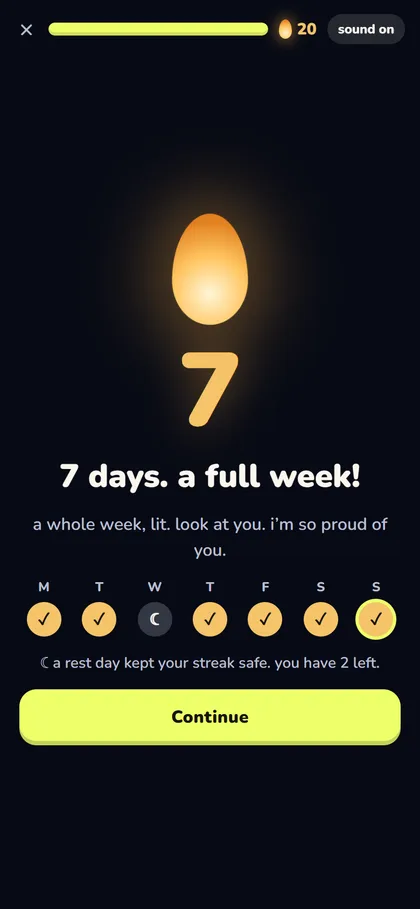 ✕ 20 sound on
7
7 days. a full week!
a whole week, lit. look at you. i'm so proud of
you.
M T W T F S S
✓ ✓ ☾ ✓ ✓ ✓ ✓
☾ a rest day kept your streak safe. you have 2 left.
Continue